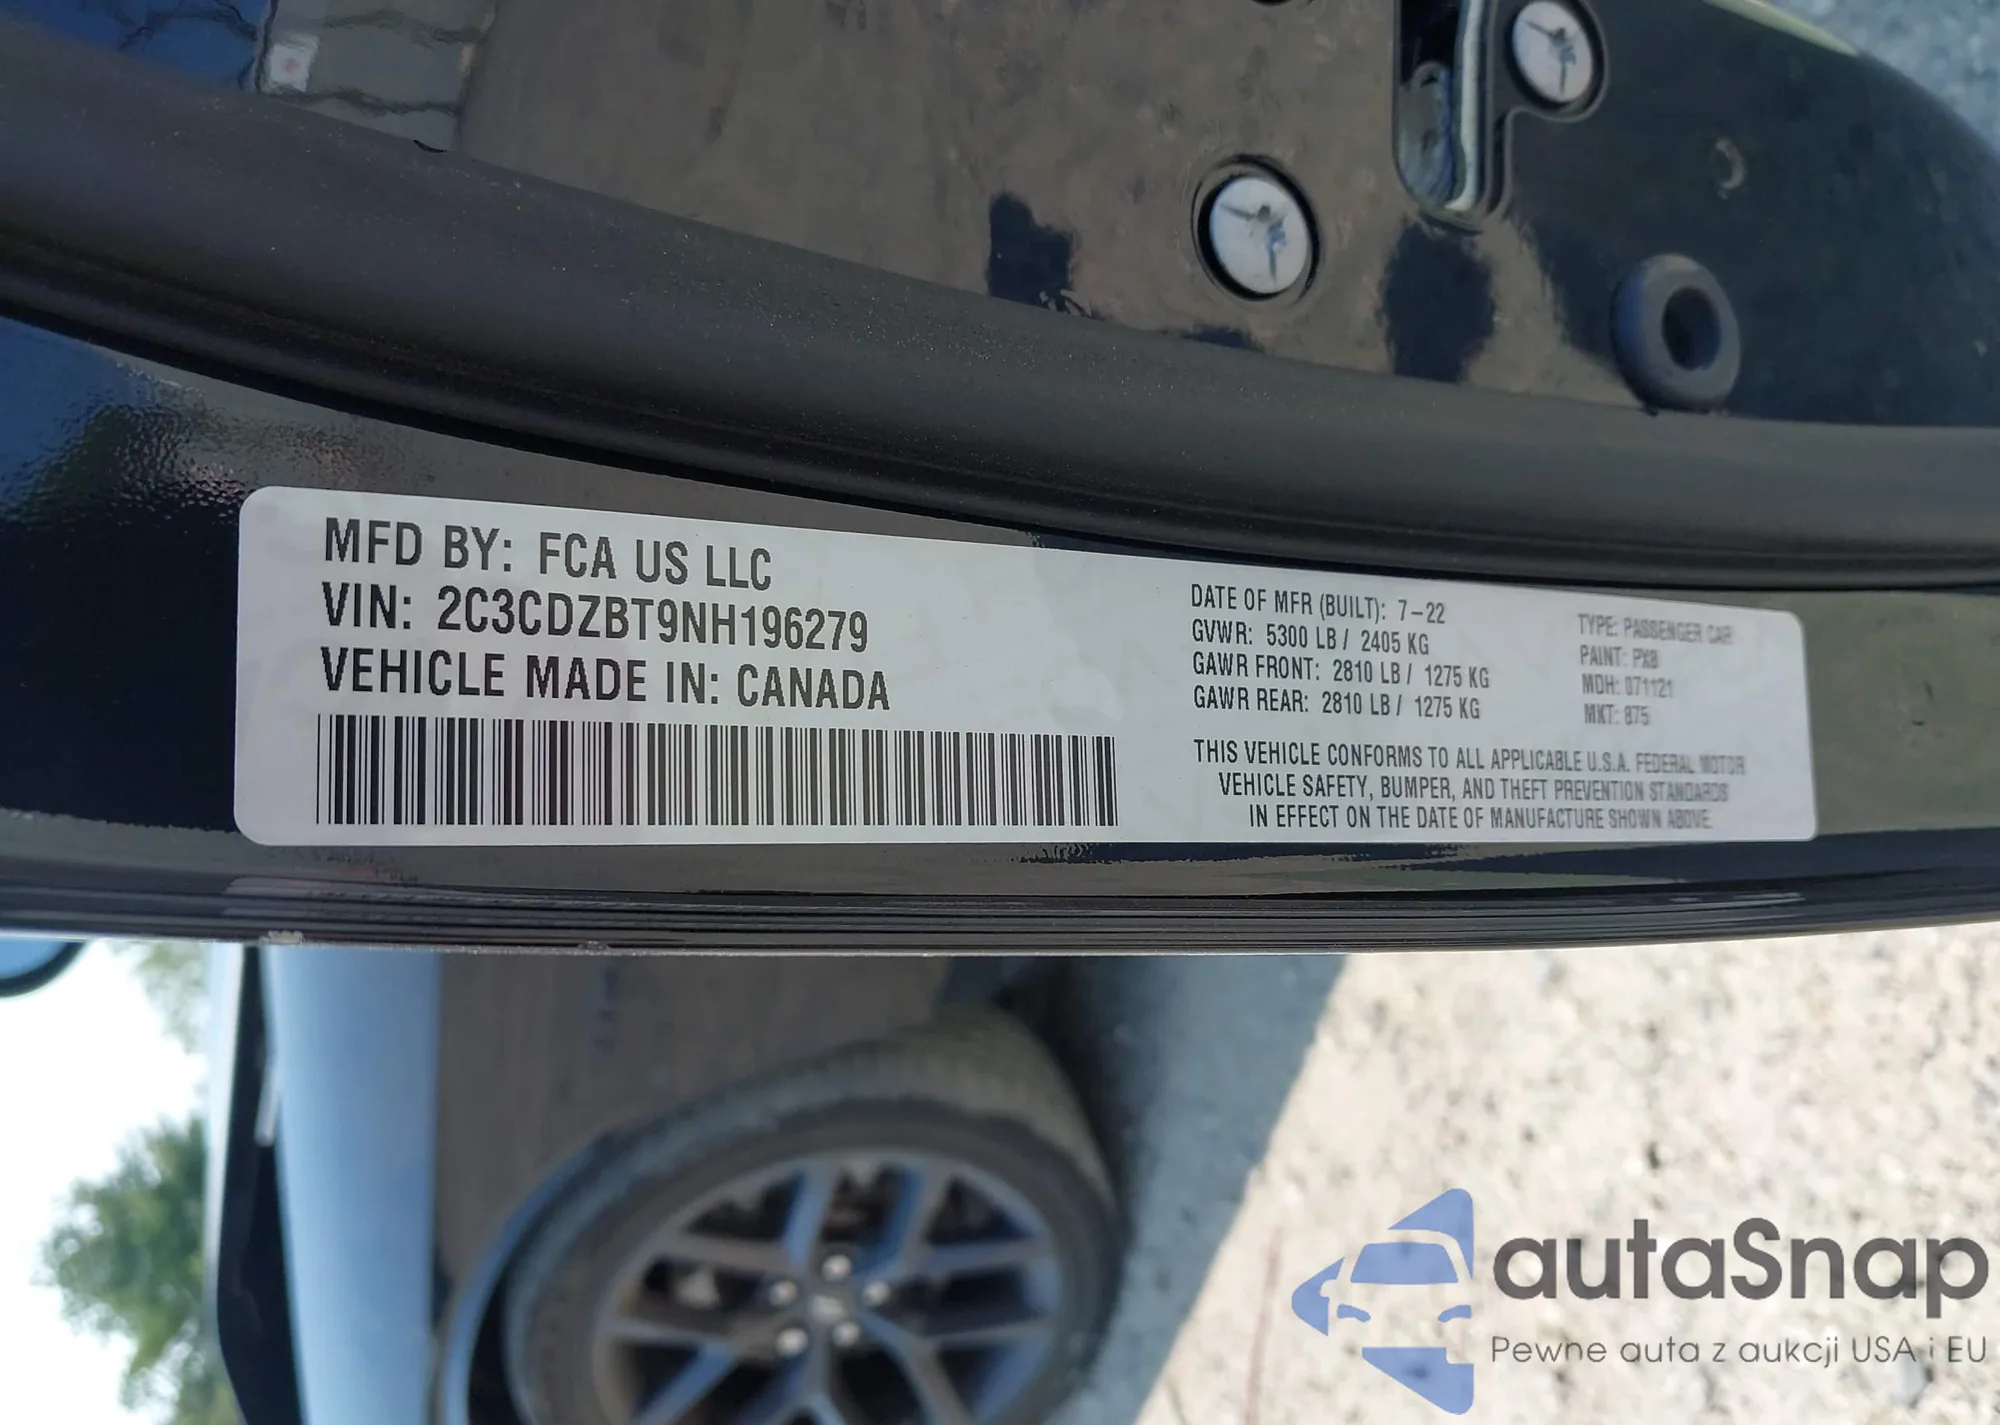 MFD BY: FCA US LLC
VIN: 2C3CDZBT9NH196279
VEHICLE MADE IN: CANADA
DATE OF MFR (BUILT): 7-22
GVWR: 5300 LB / 2405 KG
GAWR FRONT: 2810 LB / 1275 KG
GAWR REAR: 2810 LB / 1275 KG
TYPE: PASSENGER CAR
PAINT: PX8
MDH: 071121
MKT: 875
THIS VEHICLE CONFORMS TO ALL APPLICABLE U.S.A. FEDERAL MOTOR
VEHICLE SAFETY, BUMPER, AND THEFT PREVENTION STANDARDS
IN EFFECT ON THE DATE OF MANUFACTURE SHOWN ABOVE.
autaSnap
Pewne auta z aukcji USA i EU